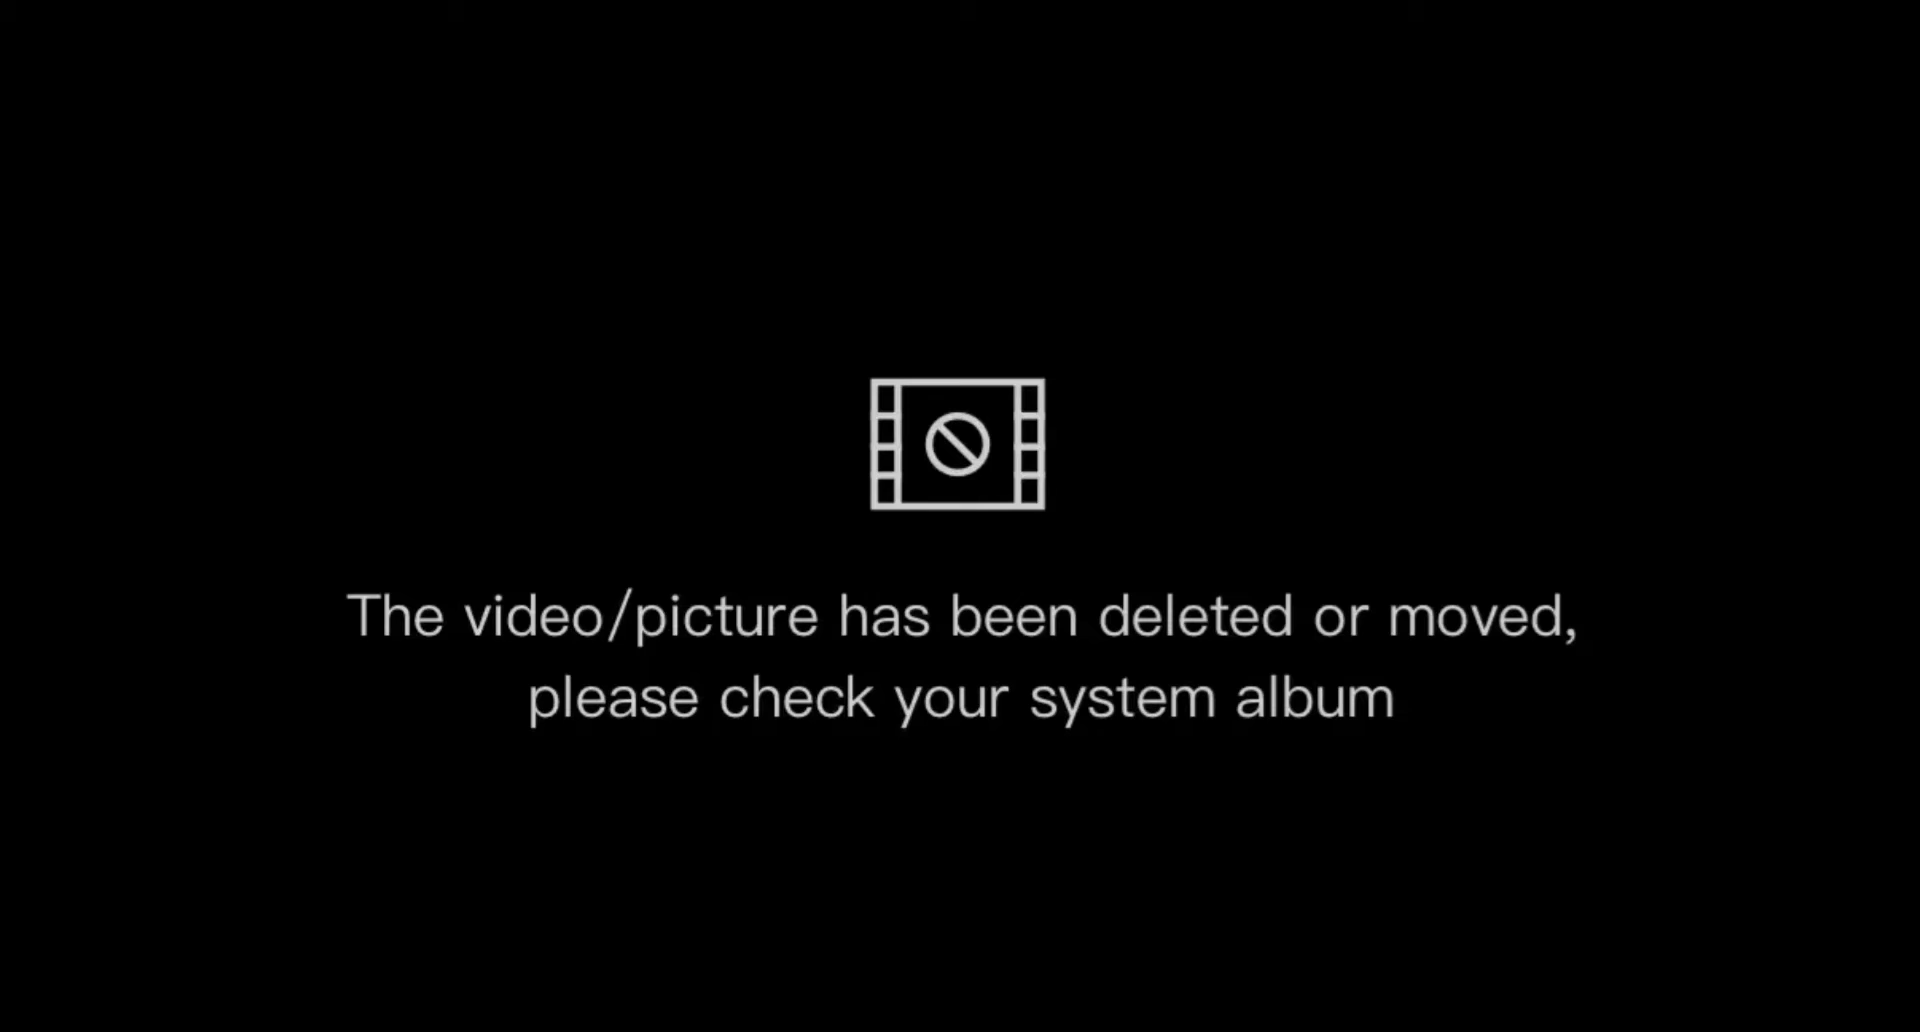 The video/picture has been deleted or moved,
please check your system album